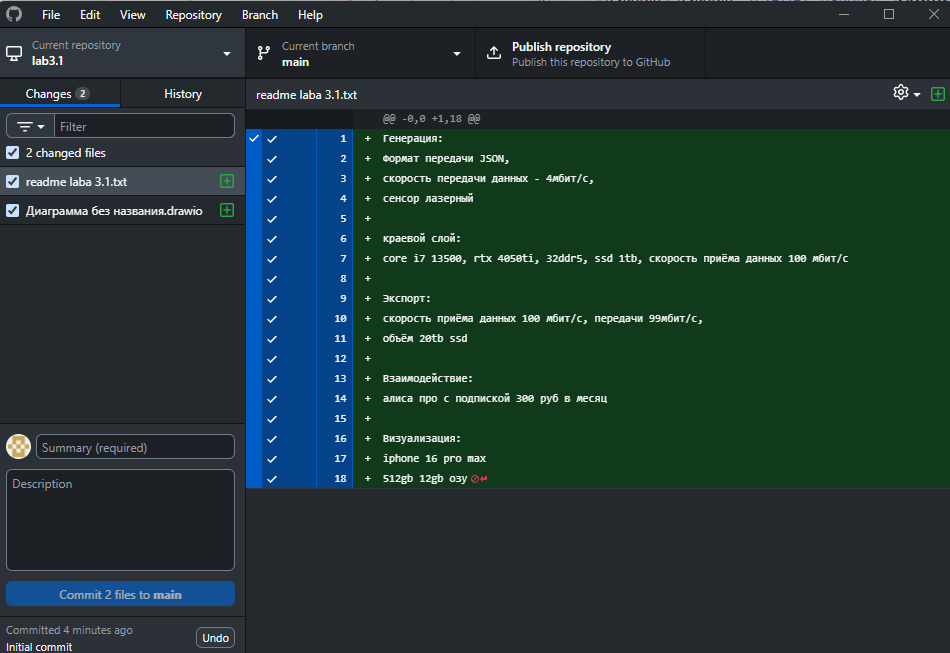 File Edit View Repository Branch Help
Current repository
lab3.1
Current branch
main
Publish repository
Publish this repository to GitHub
Changes 2
History
Filter
2 changed files
readme laba 3.1.txt
Диаграмма без названия.drawio
Summary (required)
Description
Commit 2 files to main
Committed 4 minutes ago
Initial commit
Undo
readme laba 3.1.txt
@@ -0,0 +1,18 @@
1 + Генерация:
2 + Формат передачи JSON,
3 + скорость передачи данных - 4мбит/с,
4 + сенсор лазерный
5 +
6 + краевой слой:
7 + core i7 13500, rtx 4050ti, 32ddr5, ssd 1tb, скорость приёма данных 100 мбит/с
8 +
9 + Экспорт:
10 + скорость приёма данных 100 мбит/с, передачи 99мбит/с,
11 + объём 20tb ssd
12 +
13 + Взаимодействие:
14 + алиса про с подпиской 300 руб в месяц
15 +
16 + Визуализация:
17 + iphone 16 pro max
18 + 512gb 12gb озу